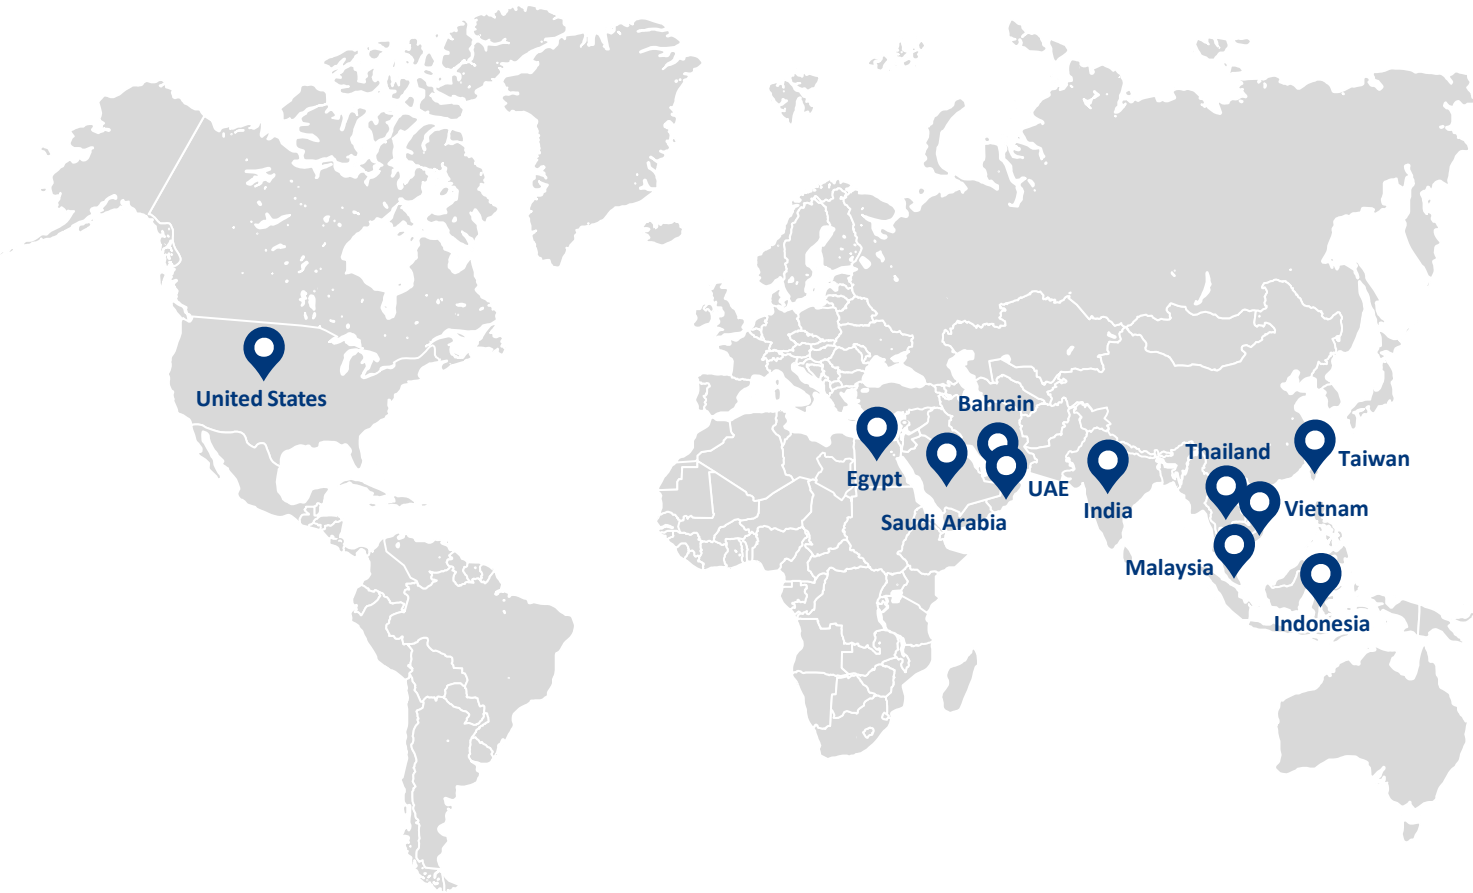 United States
Bahrain
Thailand
Taiwan
Egypt
UAE
India
Vietnam
Saudi Arabia
Malaysia
Indonesia